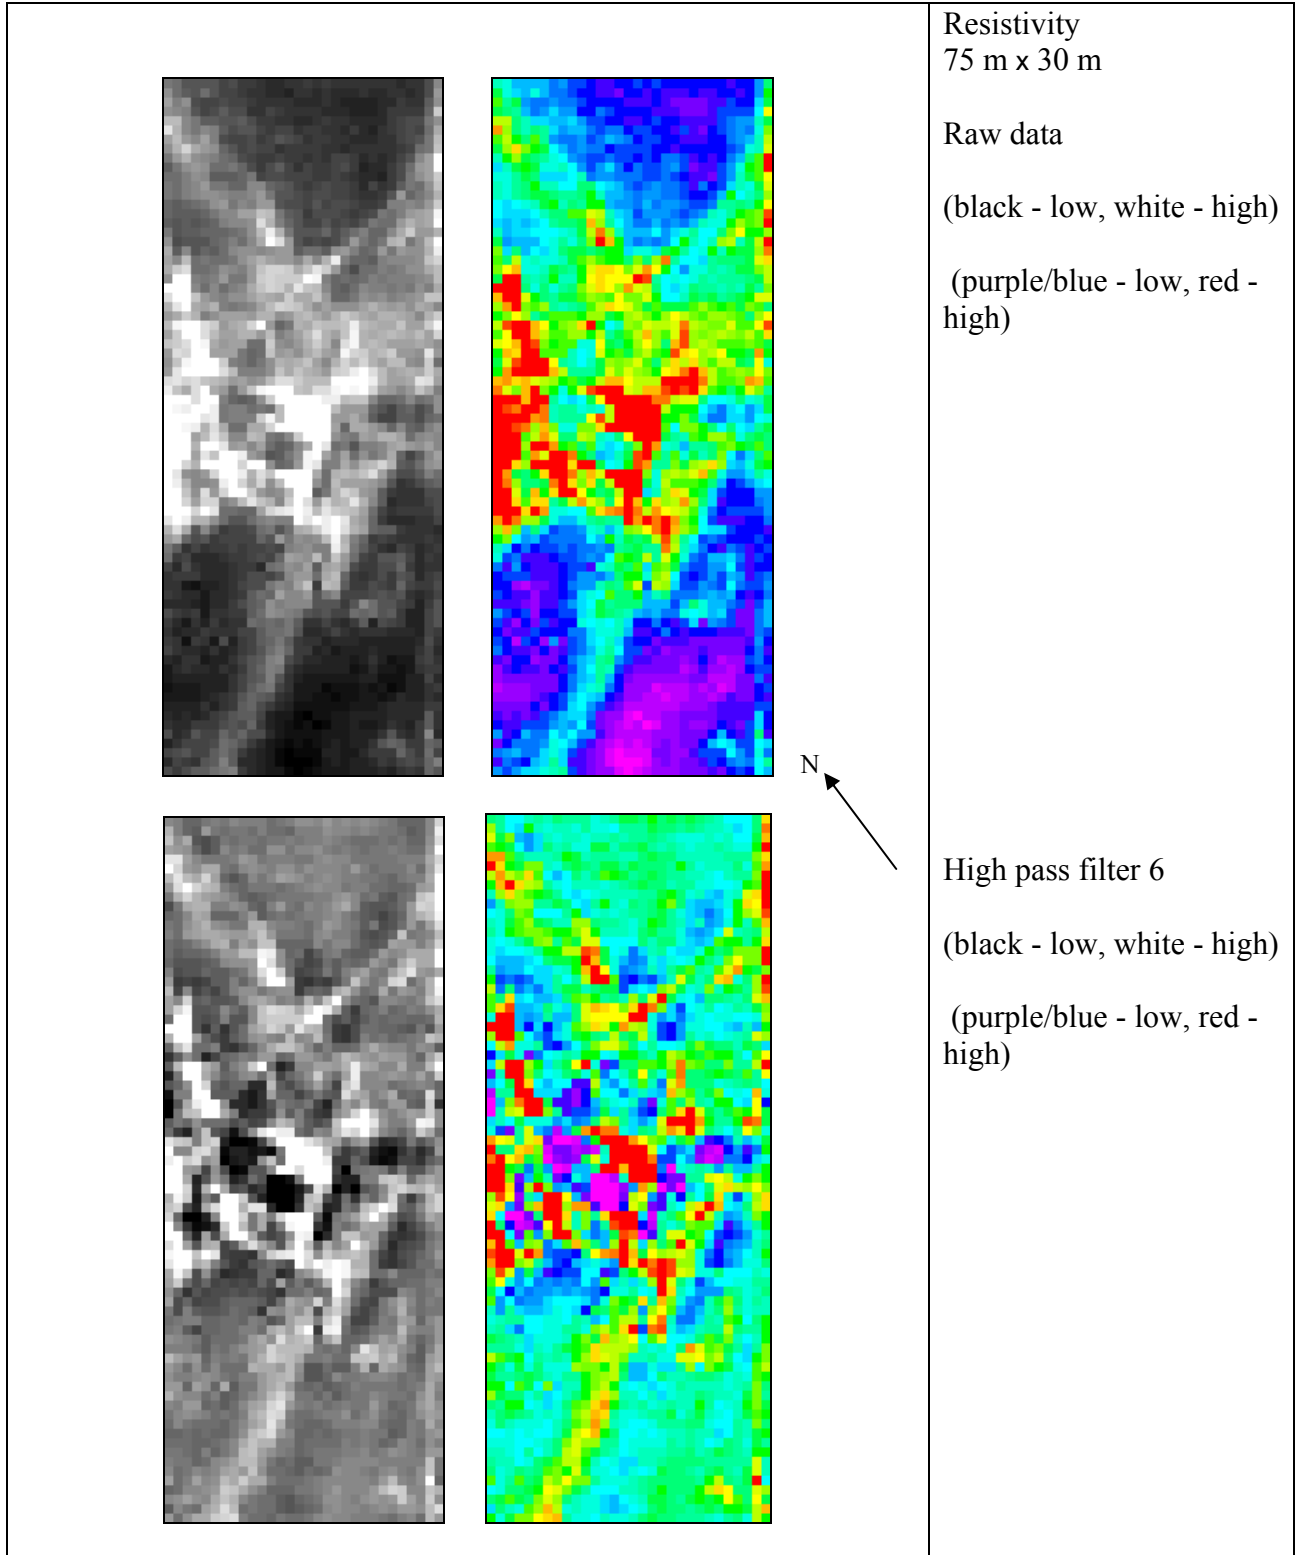 Resistivity
75 m x 30 m
Raw data
(black - low, white - high)
(purple/blue - low, red -
high)
N
High pass filter 6
(black - low, white - high)
(purple/blue - low, red -
high)